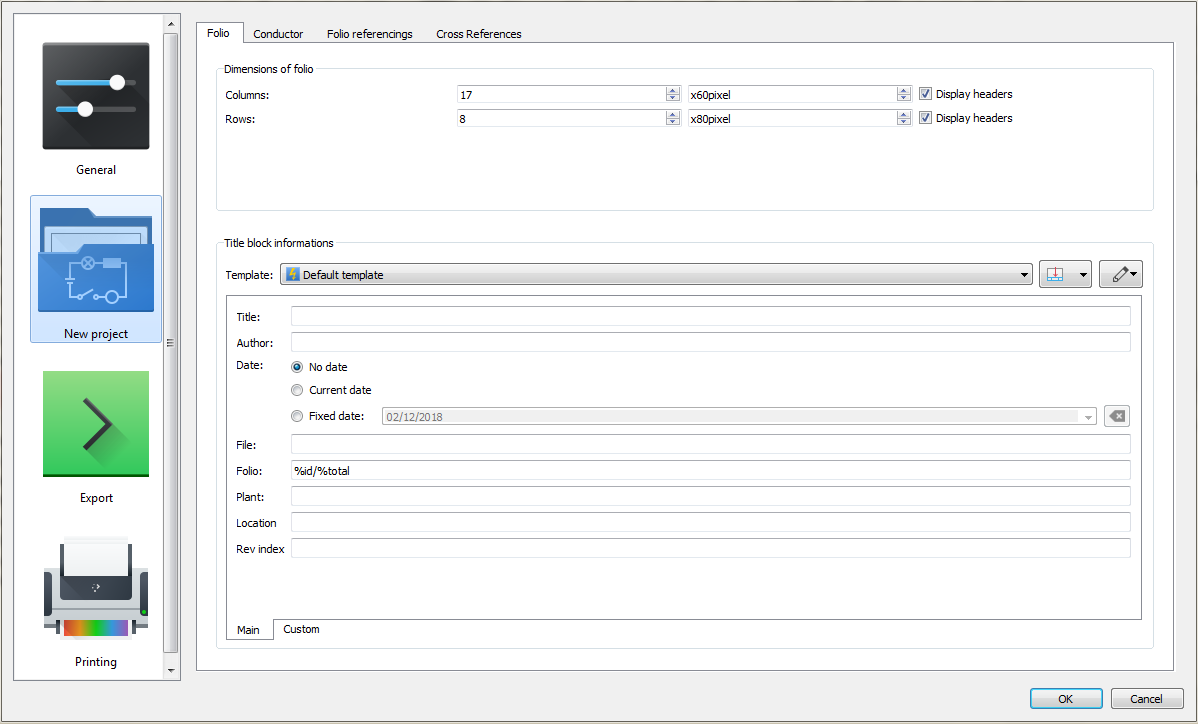 General
New project
Export
Printing
Folio Conductor Folio referencings Cross References
Dimensions of folio
Columns: 17 x60pixel Display headers
Rows: 8 x80pixel Display headers
Title block informations
Template: Default template
Title:
Author:
Date: No date
Current date
Fixed date: 02/12/2018
File:
Folio: %id/%total
Plant:
Location
Rev index
Main Custom
OK Cancel